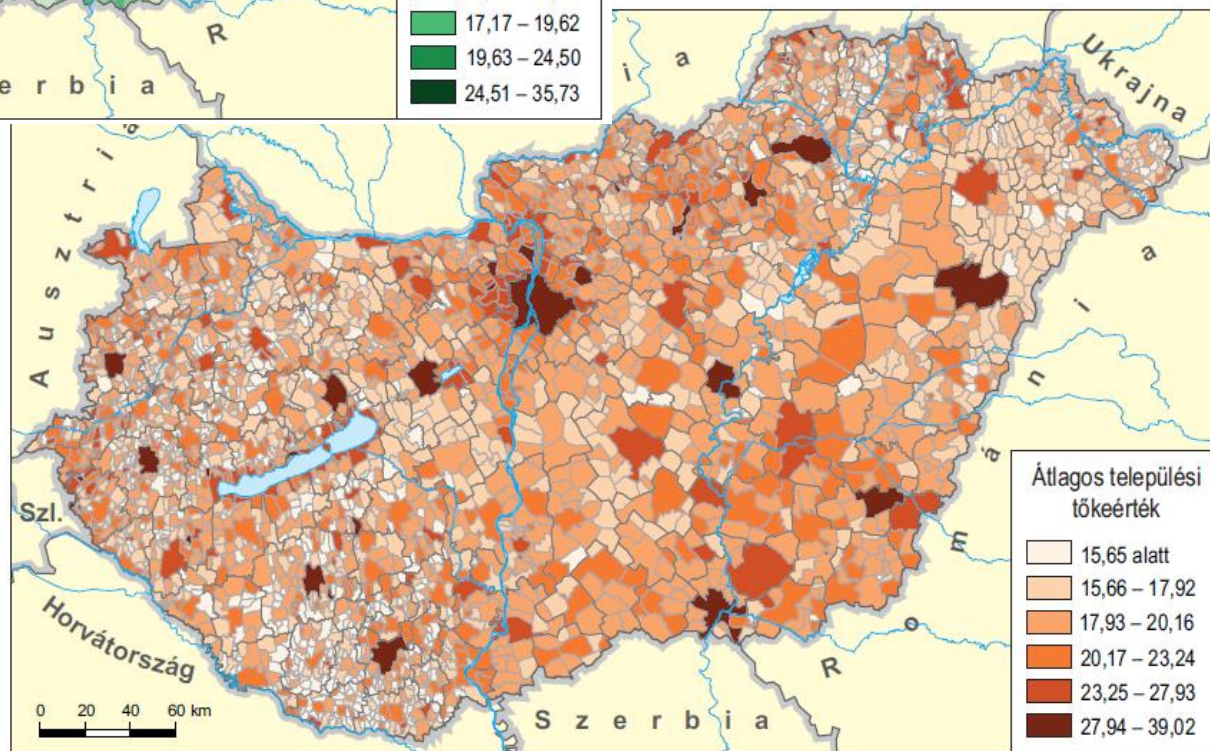 17,17 – 19,62
19,63 – 24,50
24,51 – 35,73
R
erbia
ia
Ukrajna
Ausztria
Szl.
Horvátország
Szerbia
Románia
0 20 40 60 km
Átlagos települési
tőkeérték
15,65 alatt
15,66 – 17,92
17,93 – 20,16
20,17 – 23,24
23,25 – 27,93
27,94 – 39,02